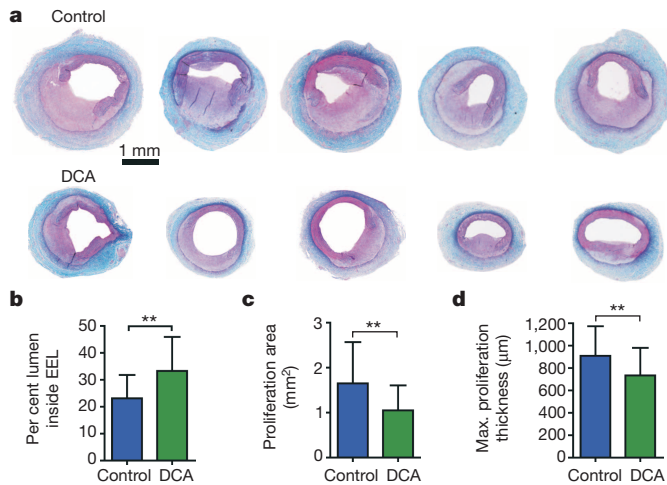 a
Control
1 mm
DCA
b
**
Per cent lumen
inside EEL
50
40
30
20
10
0
Control DCA
c
**
Proliferation area
(mm²)
3
2
1
0
Control DCA
d
**
Max. proliferation
thickness (μm)
1,200
1,000
800
600
400
200
0
Control DCA